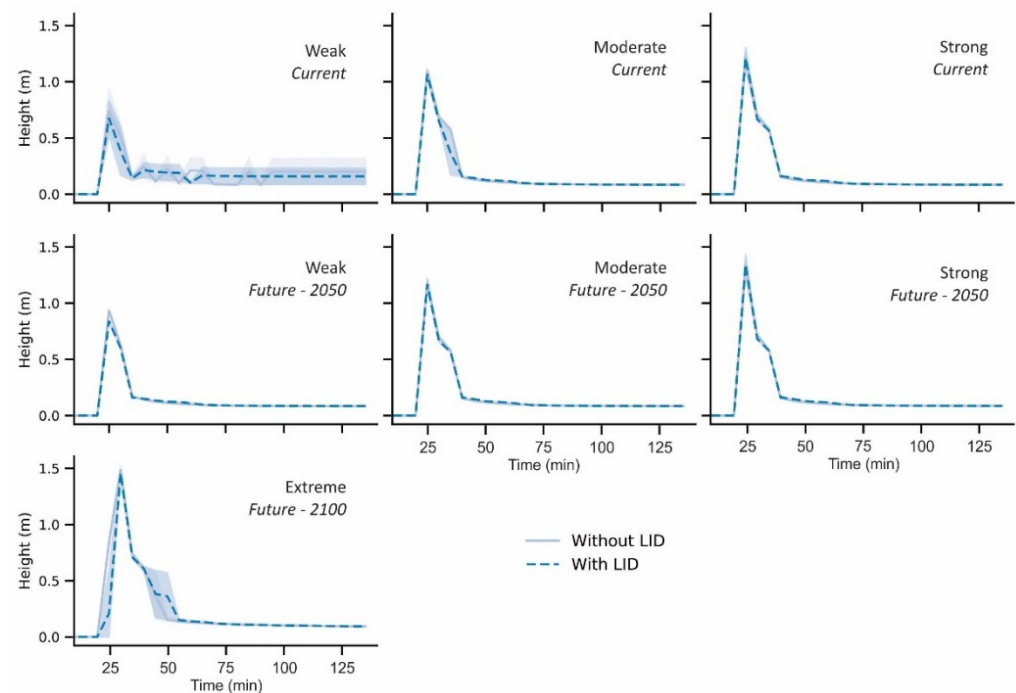 1.5
1.0
0.5
0.0
Height (m)
Weak
Current
Moderate
Current
Strong
Current
1.5
1.0
0.5
0.0
Height (m)
Weak
Future - 2050
Moderate
Future - 2050
Strong
Future - 2050
25 50 75 100 125
Time (min)
25 50 75 100 125
Time (min)
1.5
1.0
0.5
0.0
Height (m)
Extreme
Future - 2100
25 50 75 100 125
Time (min)
Without LID
With LID